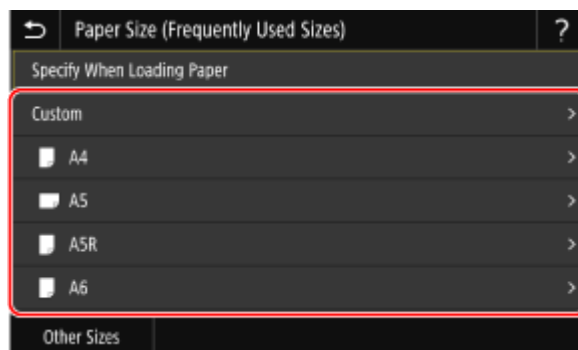 Paper Size (Frequently Used Sizes) ?
Specify When Loading Paper
Custom
A4
A5
A5R
A6
Other Sizes